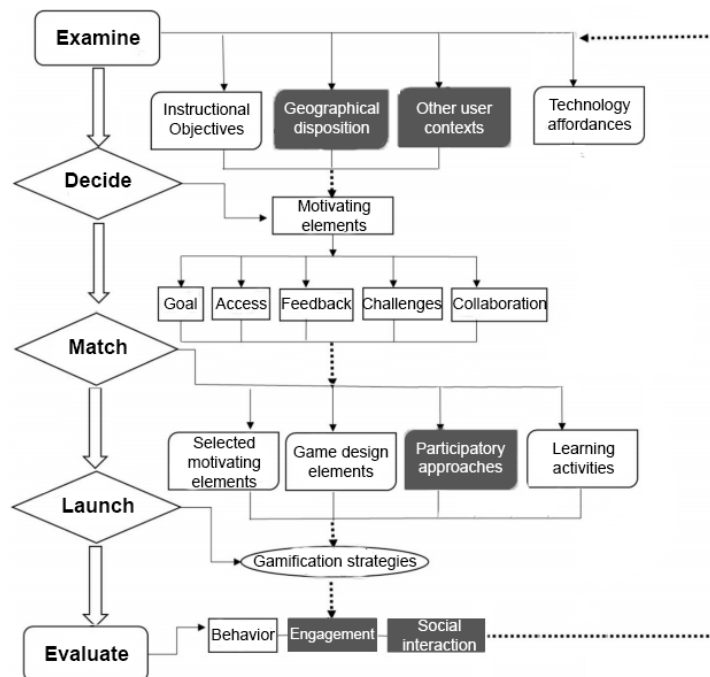 Examine
Instructional
Objectives
Geographical
disposition
Other user
contexts
Technology
affordances
Decide
Motivating
elements
Goal
Access
Feedback
Challenges
Collaboration
Match
Selected
motivating
elements
Game design
elements
Participatory
approaches
Learning
activities
Launch
Gamification strategies
Evaluate
Behavior
Engagement
Social
interaction